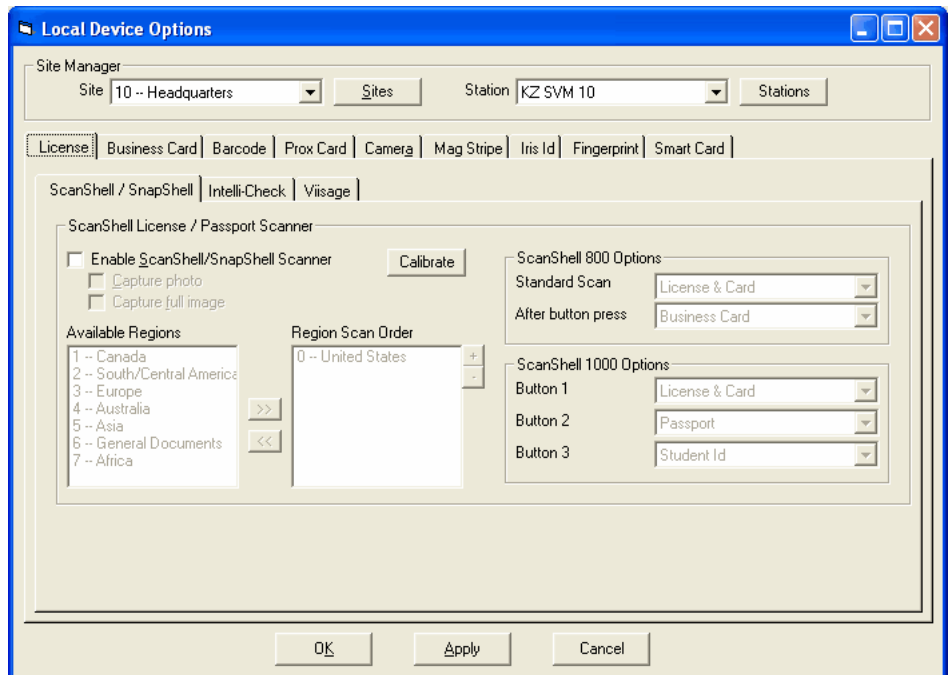 Local Device Options
Site Manager
Site 10 -- Headquarters Sites Station KZ SVM 10 Stations
License Business Card Barcode Prox Card Camera Mag Stripe Iris Id Fingerprint Smart Card
ScanShell / SnapShell Intelli-Check Viisage
ScanShell License / Passport Scanner
Enable ScanShell/SnapShell Scanner Calibrate
Capture photo
Capture full image
Available Regions
1 -- Canada
2 -- South/Central America
3 -- Europe
4 -- Australia
5 -- Asia
6 -- General Documents
7 -- Africa
>>
<<
Region Scan Order
0 -- United States
+
-
ScanShell 800 Options
Standard Scan License & Card
After button press Business Card
ScanShell 1000 Options
Button 1 License & Card
Button 2 Passport
Button 3 Student Id
OK Apply Cancel